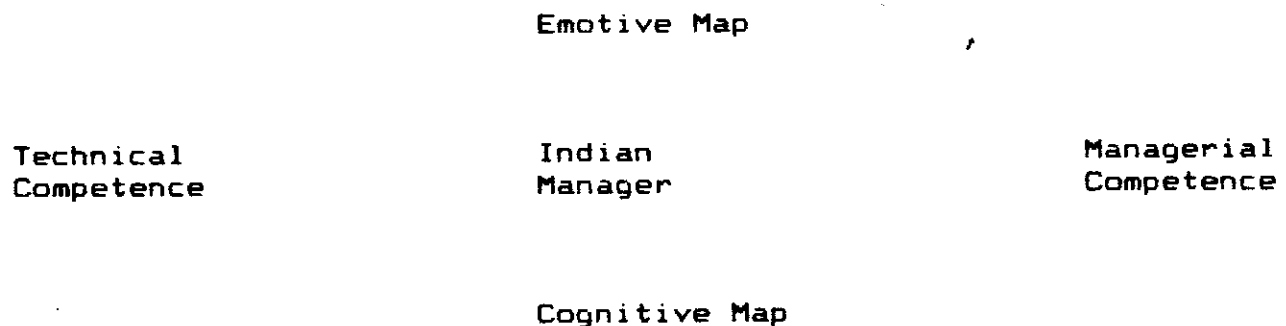 Emotive Map
Technical Competence
Indian Manager
Managerial Competence
Cognitive Map